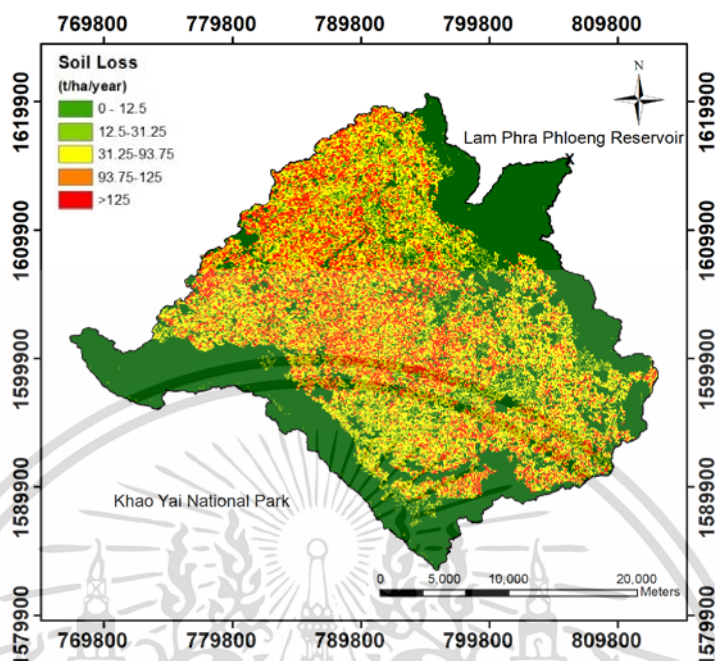 769800 779800 789800 799800 809800
Soil Loss
(t/ha/year)
0 - 12.5
12.5-31.25
31.25-93.75
93.75-125
>125
N
Lam Phra Phloeng Reservoir
x
1619900
1619900
1609900
1609900
1599900
1599900
1589900
1589900
Khao Yai National Park
0 5,000 10,000 20,000
Meters
1579900
1579900
769800 779800 789800 799800 809800